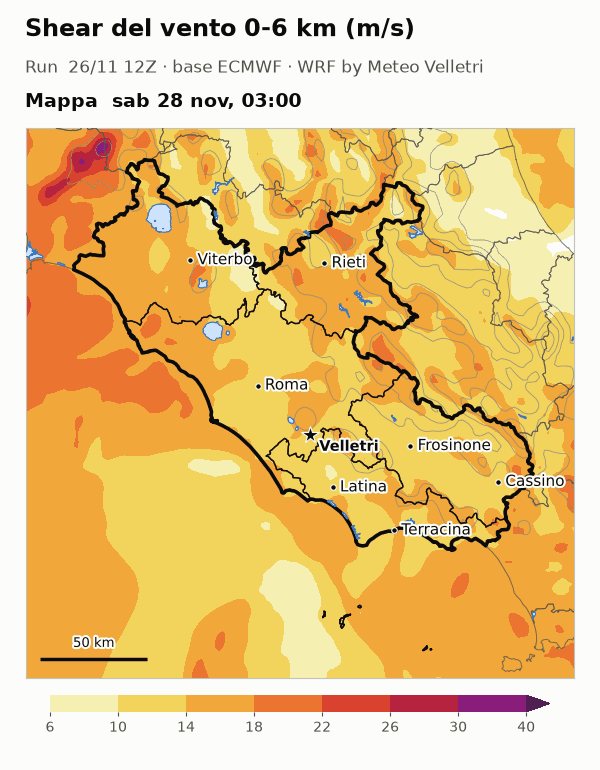 Shear del vento 0-6 km (m/s)
Run  26/11 12Z · base ECMWF · WRF by Meteo Velletri
Mappa  sab 28 nov, 03:00
Viterbo
Rieti
Roma
Velletri
Frosinone
Latina
Cassino
Terracina
50 km
6 10 14 18 22 26 30 40